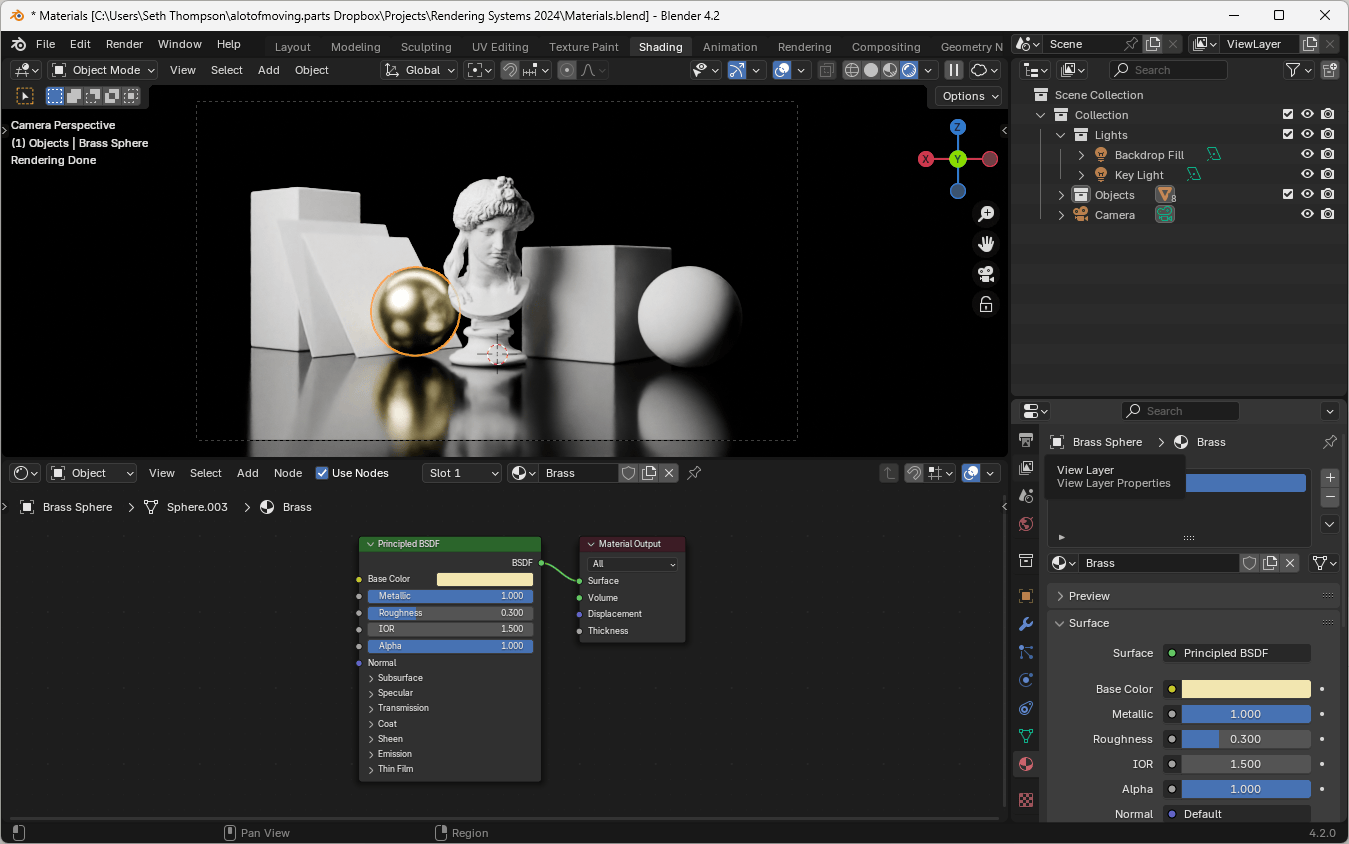 * Materials [C:\Users\Seth Thompson\alotofmoving.parts Dropbox\Projects\Rendering Systems 2024\Materials.blend] - Blender 4.2
File Edit Render Window Help Layout Modeling Sculpting UV Editing Texture Paint Shading Animation Rendering Compositing Geometry N Scene ViewLayer
Object Mode View Select Add Object Global Search
Options
Camera Perspective
(1) Objects | Brass Sphere
Rendering Done
Z
X
Y
Scene Collection
Collection
Lights
Backdrop Fill
Key Light
Objects 8
Camera
Object View Select Add Node Use Nodes Slot 1 Brass
Brass Sphere Sphere.003 Brass
Principled BSDF
BSDF
Base Color
Metallic 1.000
Roughness 0.300
IOR 1.500
Alpha 1.000
Normal
Subsurface
Specular
Transmission
Coat
Sheen
Emission
Thin Film
Material Output
All
Surface
Volume
Displacement
Thickness
Search
Brass Sphere Brass
View Layer
View Layer Properties
Brass
Preview
Surface
Surface Principled BSDF
Base Color
Metallic 1.000
Roughness 0.300
IOR 1.500
Alpha 1.000
Normal Default
Pan View Region 4.2.0